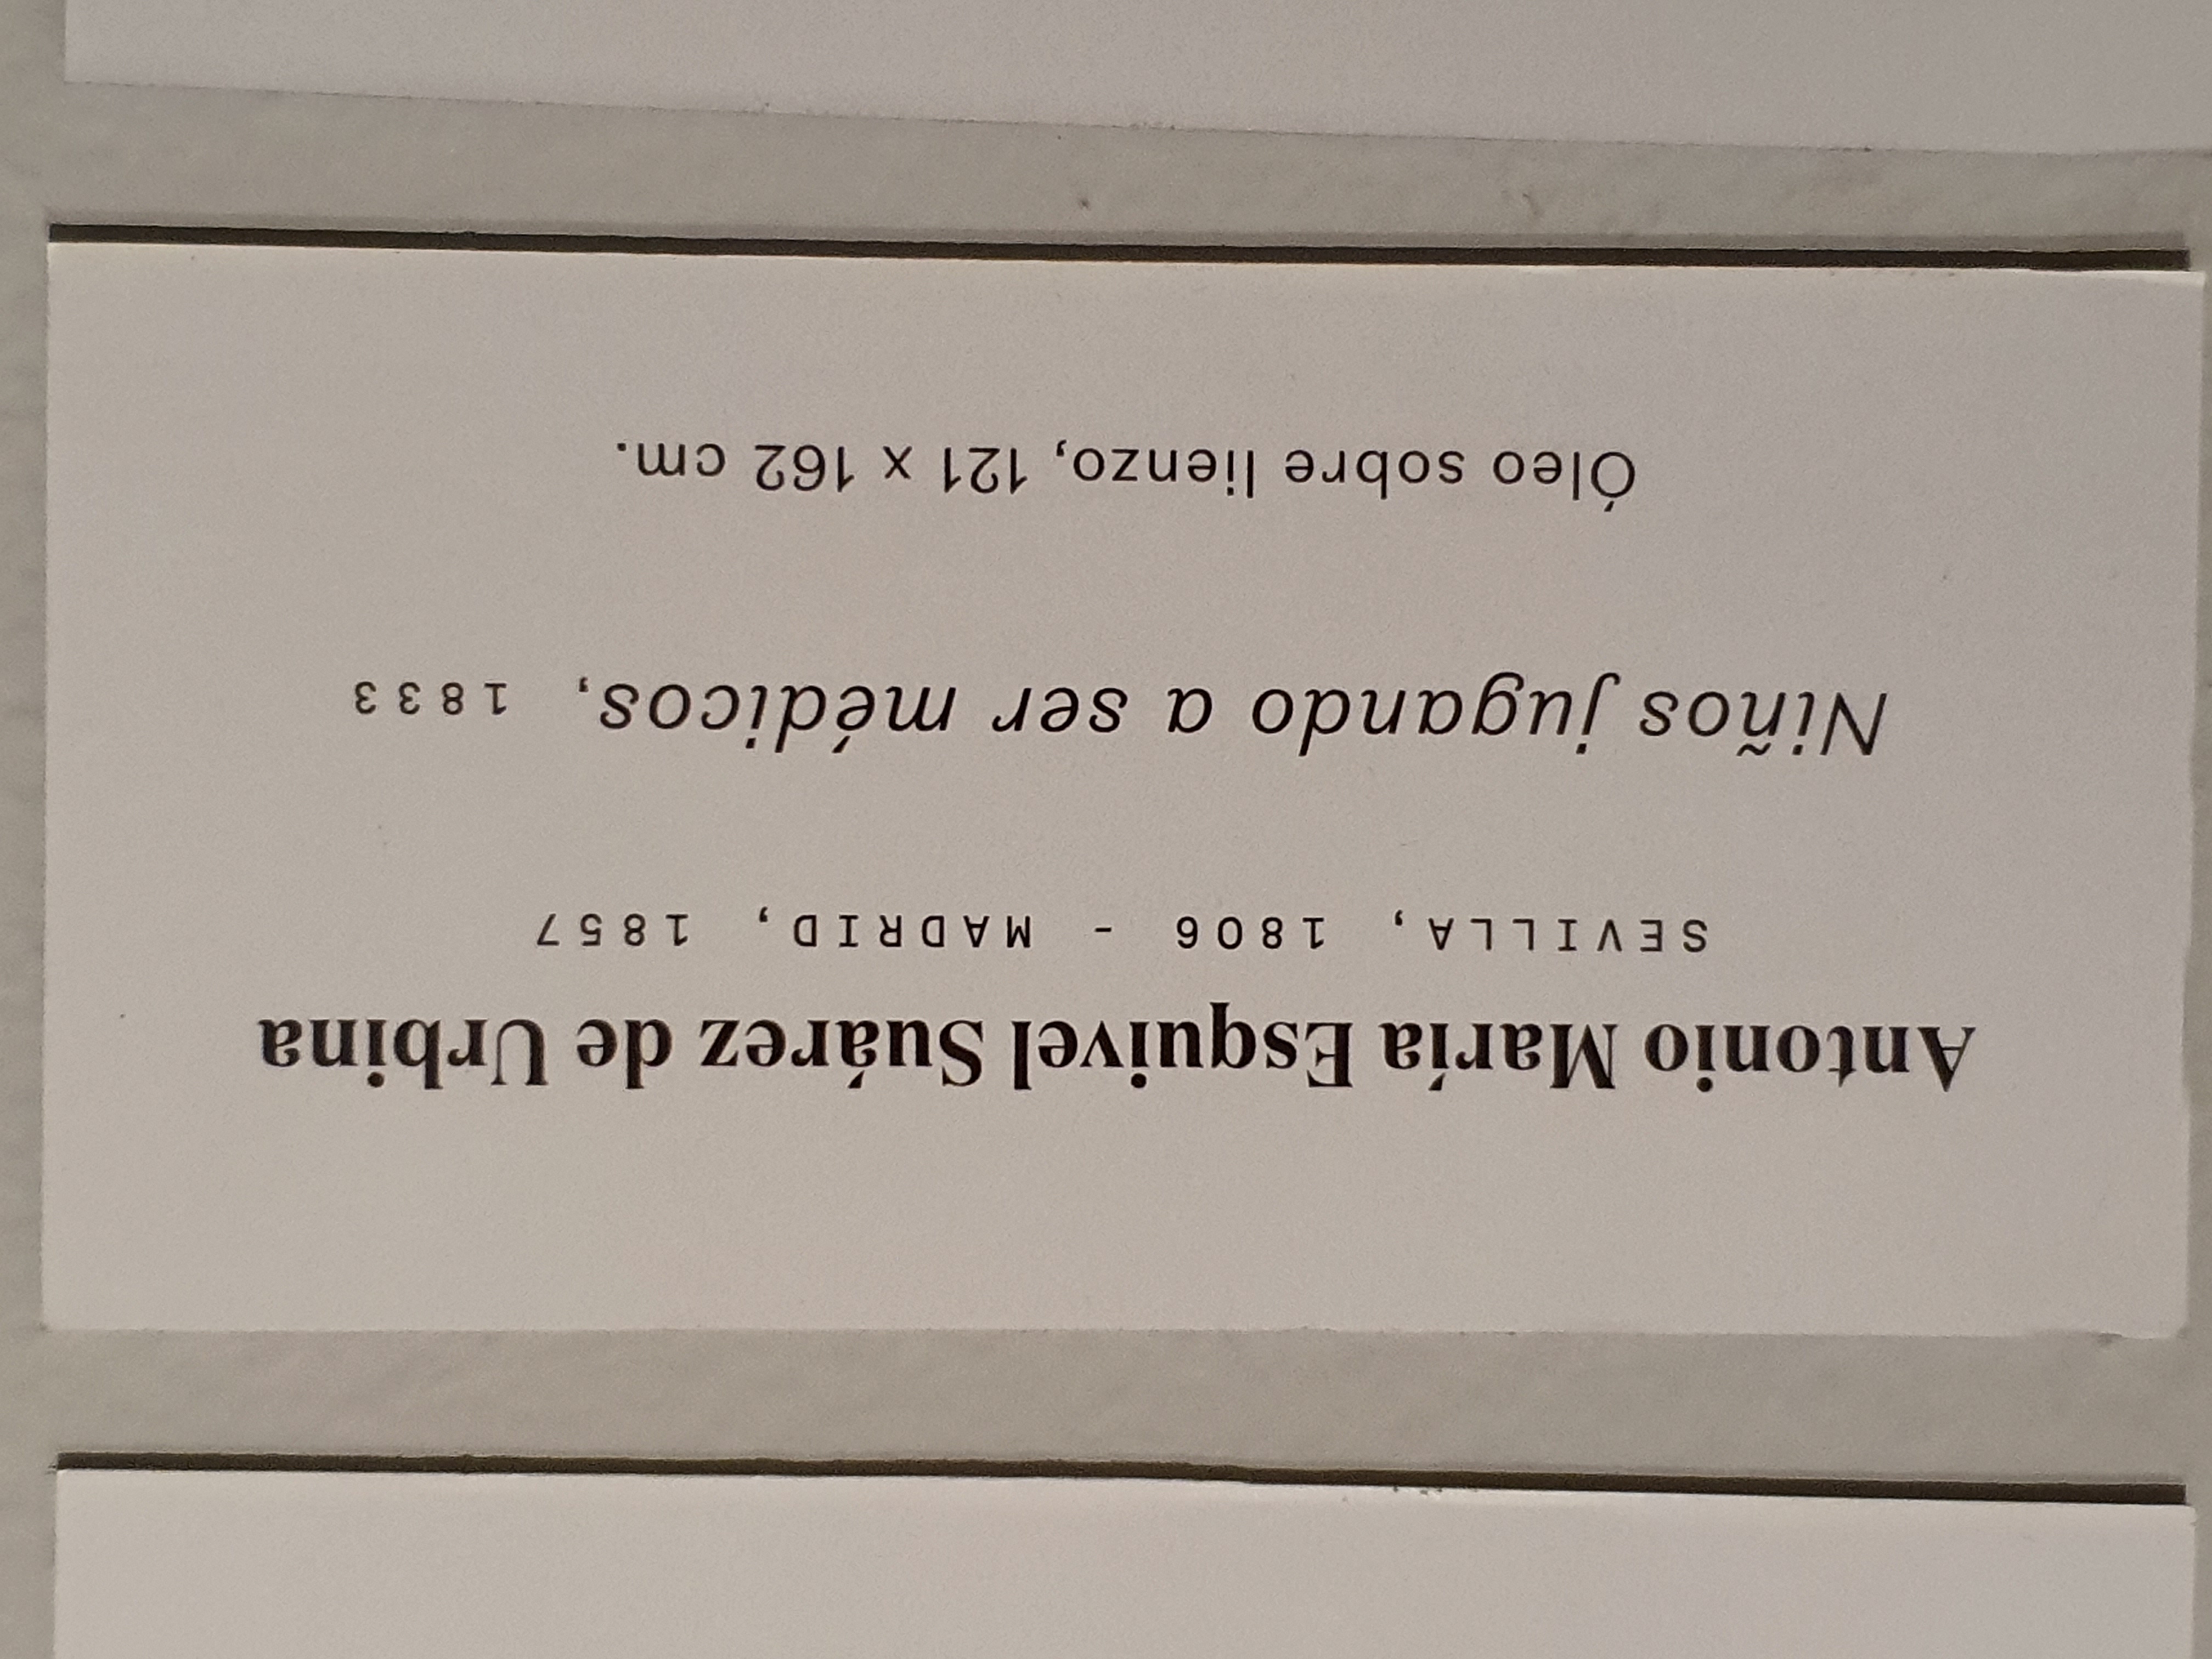 Antonio María Esquivel Suárez de Urbina
SEVILLA, 1806 - MADRID, 1857
Niños jugando a ser médicos, 1833
Óleo sobre lienzo, 121 x 162 cm.